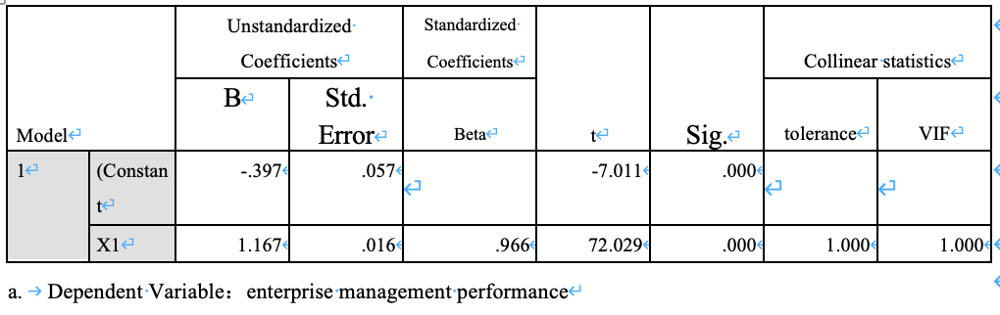 Unstandardized Coefficients
Standardized Coefficients
Collinear statistics
Model
B
Std. Error
Beta
t
Sig.
tolerance
VIF
1 (Constant -.397 .057 -7.011 .000
X1 1.167 .016 .966 72.029 .000 1.000 1.000
a. → Dependent Variable: enterprise management performance